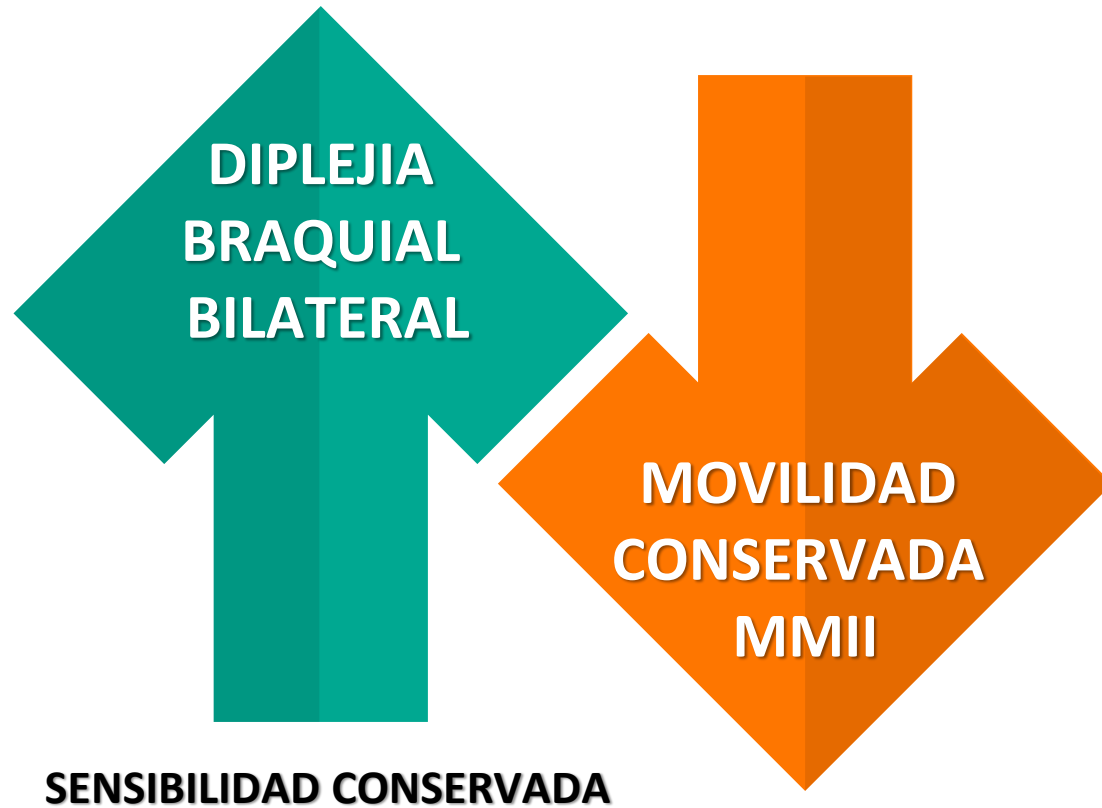 DIPLEJIA
BRAQUIAL
BILATERAL
MOVILIDAD
CONSERVADA
MMII
SENSIBILIDAD CONSERVADA